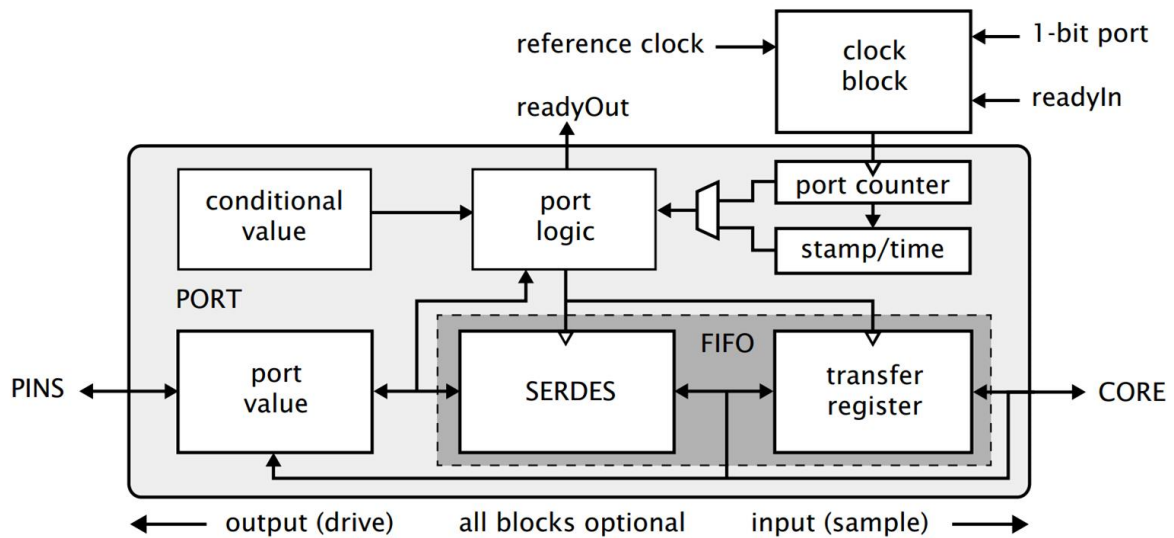 reference clock
clock
block
1-bit port
readyIn
readyOut
conditional
value
port
logic
port counter
stamp/time
PORT
FIFO
PINS
port
value
SERDES
transfer
register
CORE
output (drive)
all blocks optional
input (sample)